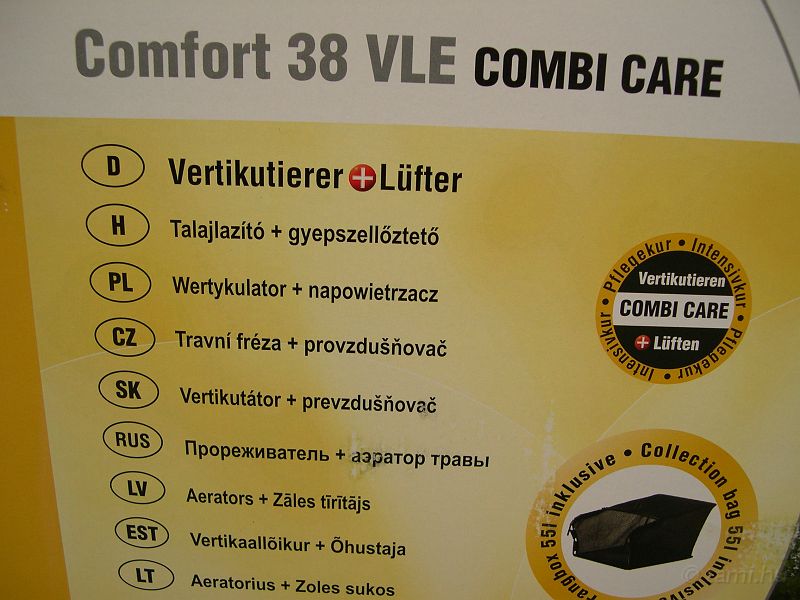 Comfort 38 VLE COMBI CARE
D Vertikutierer + Lüfter
H Talajlazító + gyepszellőztető
PL Wertykulator + napowietrzacz
CZ Travní fréza + provzdušňovač
SK Vertikutátor + prevzdušňovač
RUS Прореживатель + аэратор травы
LV Aerators + Zāles tīrītājs
EST Vertikaallõikur + Õhustaja
LT Aeratorius + Zoles sukos
Pflegekur • Intensivkur • Pflegekur • Intensivkur •
Vertikutieren
COMBI CARE
+ Lüften
55l inklusive • Collection bag 55l inclusive